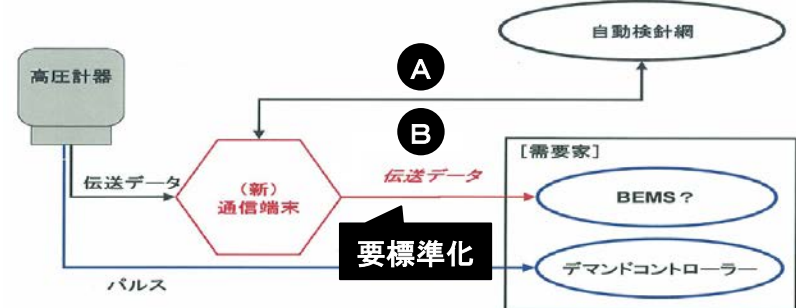 自動検針網
高圧計器
A
B
[需要家]
伝送データ
(新)
通信端末
伝送データ
BEMS？
要標準化
デマンドコントローラー
パルス